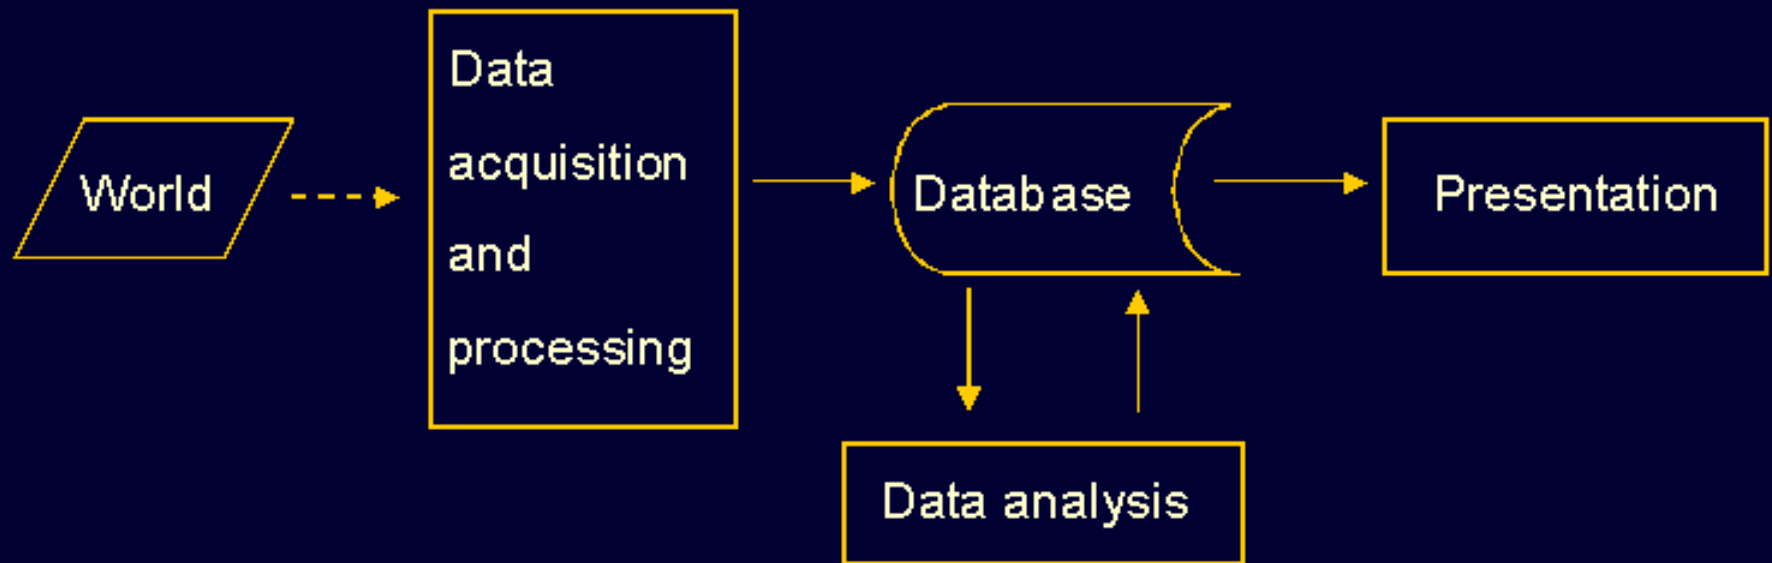 World
Data
acquisition
and
processing
Database
Presentation
Data analysis